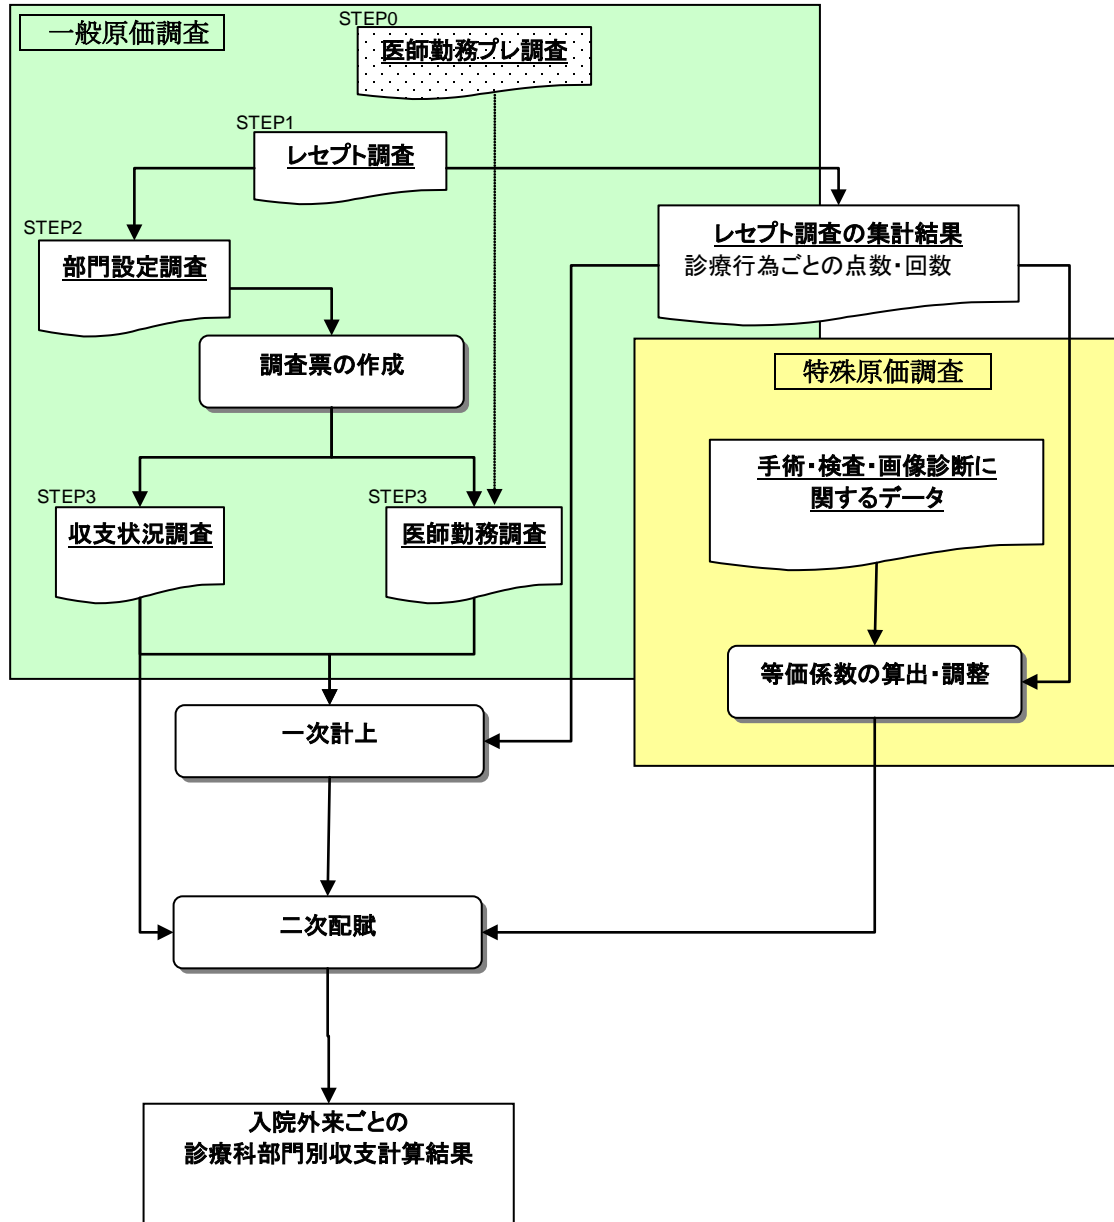 一般原価調査
STEP0
医師勤務プレ調査
STEP1
レセプト調査
STEP2
部門設定調査
レセプト調査の集計結果
診療行為ごとの点数・回数
調査票の作成
特殊原価調査
手術・検査・画像診断に
関するデータ
STEP3
収支状況調査
STEP3
医師勤務調査
等価係数の算出・調整
一次計上
二次配賦
入院外来ごとの
診療科部門別収支計算結果